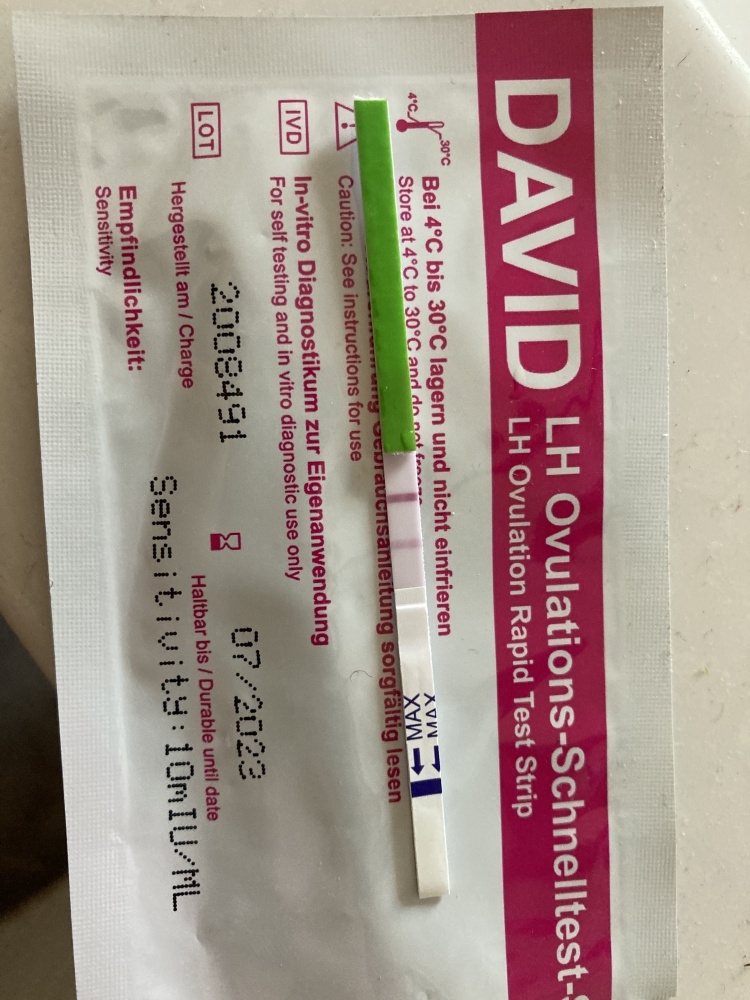 DAVID LH Ovulations-Schnelltest-
LH Ovulation Rapid Test Strip
4°C
30°C
Bei 4°C bis 30°C lagern und nicht einfrieren
Store at 4°C to 30°C and do not freeze
Gebrauchsanleitung sorgfältig lesen
Caution: See instructions for use
IVD
In-vitro Diagnostikum zur Eigenanwendung
For self testing and in vitro diagnostic use only
LOT
2008491
07/2023
Hergestellt am / Charge
Haltbar bis / Durable until date
Empfindlichkeit:
Sensitivity
Sensitivity:10mIU/ML
MAX
MAX